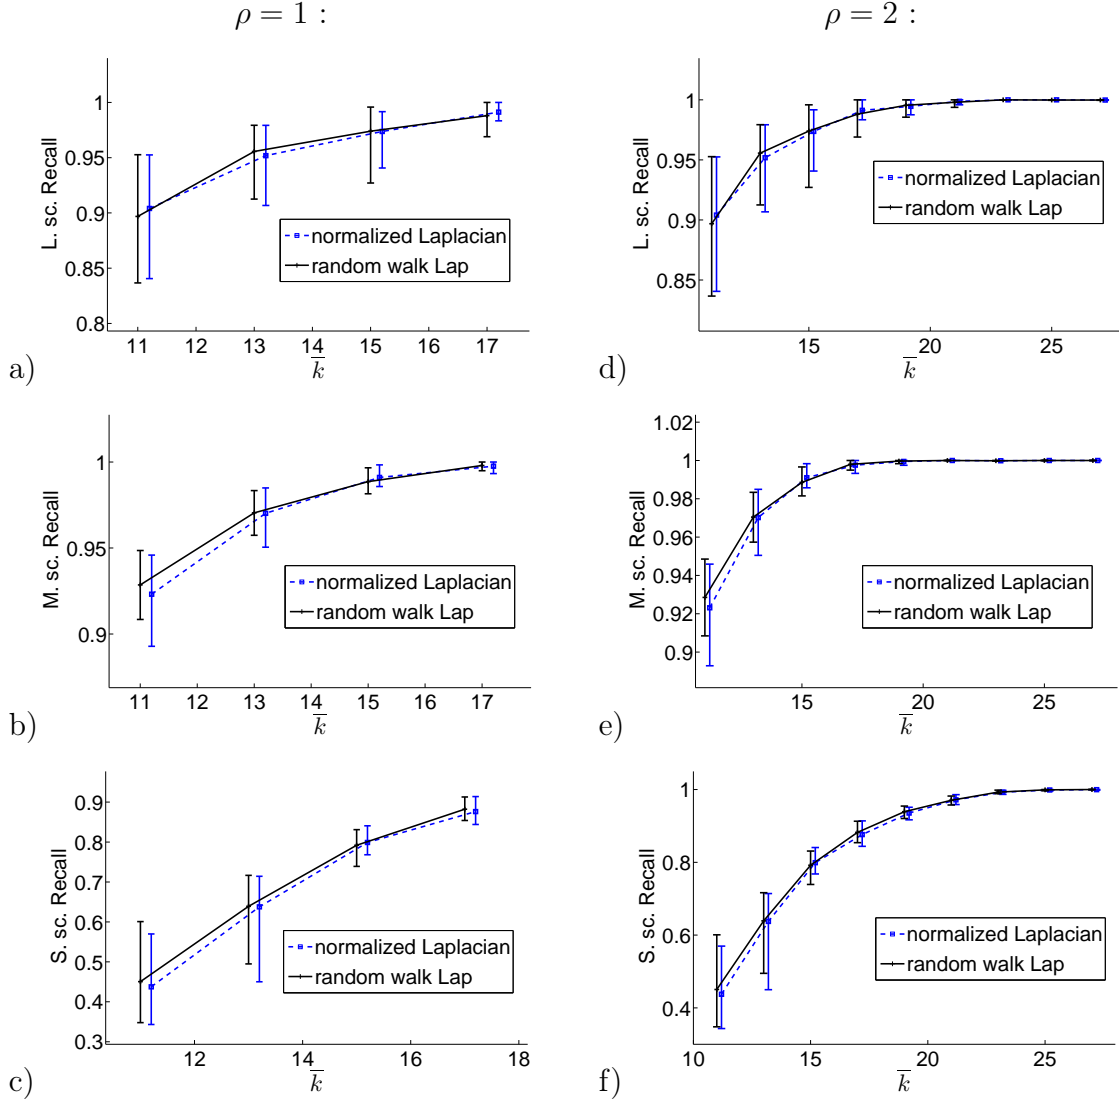 ρ = 1 :
1
0.95
0.9
0.85
0.8
L. sc. Recall
normalized Laplacian
random walk Lap
11 12 13 14 15 16 17
k̅
a)
1
0.95
0.9
M. sc. Recall
normalized Laplacian
random walk Lap
11 12 13 14 15 16 17
k̅
b)
0.9
0.8
0.7
0.6
0.5
0.4
0.3
S. sc. Recall
normalized Laplacian
random walk Lap
12 14 16 18
k̅
c)
ρ = 2 :
1
0.95
0.9
0.85
L. sc. Recall
normalized Laplacian
random walk Lap
15 20 25
k̅
d)
1.02
1
0.98
0.96
0.94
0.92
0.9
M. sc. Recall
normalized Laplacian
random walk Lap
15 20 25
k̅
e)
1
0.8
0.6
0.4
S. sc. Recall
normalized Laplacian
random walk Lap
10 15 20 25
k̅
f)